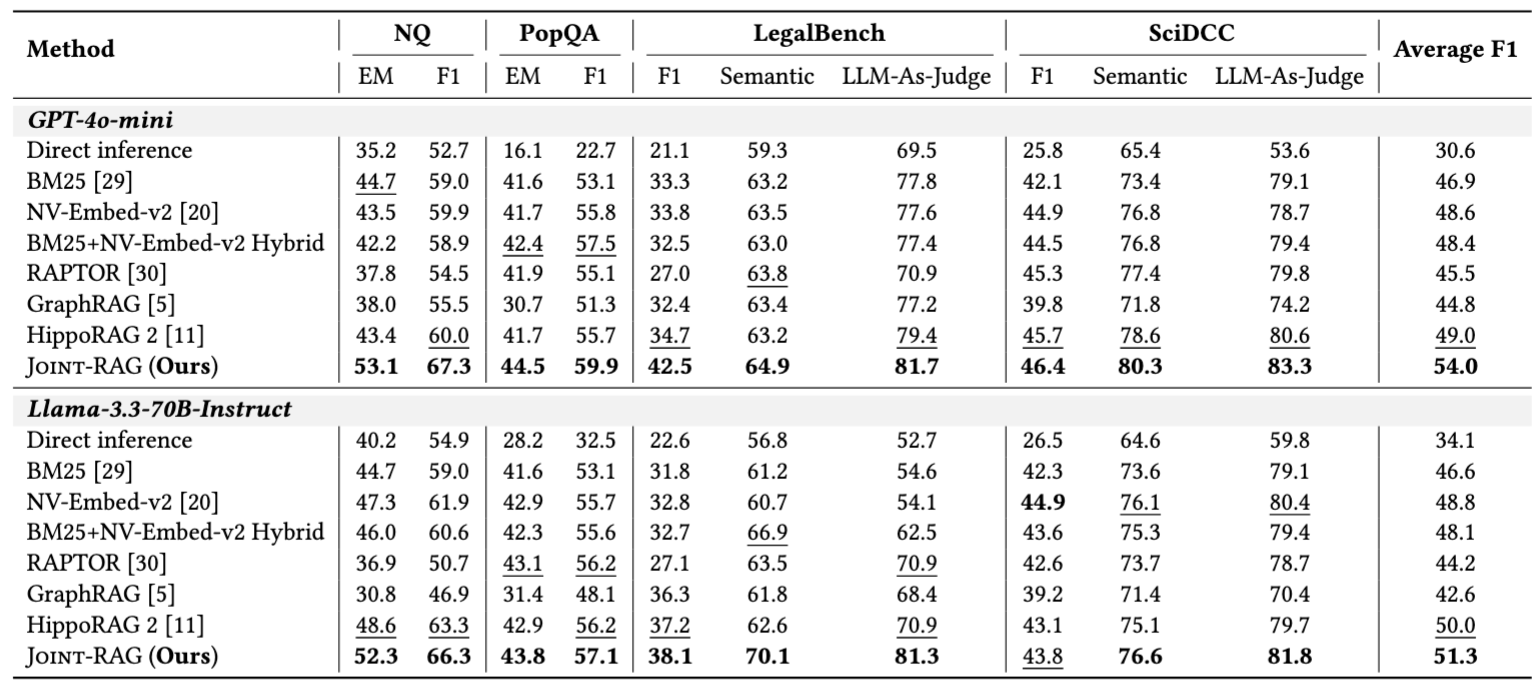 Method NQ PopQA LegalBench SciDCC Average F1
EM F1 EM F1 F1 Semantic LLM-As-Judge F1 Semantic LLM-As-Judge
GPT-4o-mini
Direct inference 35.2 52.7 16.1 22.7 21.1 59.3 69.5 25.8 65.4 53.6 30.6
BM25 [29] 44.7 59.0 41.6 53.1 33.3 63.2 77.8 42.1 73.4 79.1 46.9
NV-Embed-v2 [20] 43.5 59.9 41.7 55.8 33.8 63.5 77.6 44.9 76.8 78.7 48.6
BM25+NV-Embed-v2 Hybrid 42.2 58.9 42.4 57.5 32.5 63.0 77.4 44.5 76.8 79.4 48.4
RAPTOR [30] 37.8 54.5 41.9 55.1 27.0 63.8 70.9 45.3 77.4 79.8 45.5
GraphRAG [5] 38.0 55.5 30.7 51.3 32.4 63.4 77.2 39.8 71.8 74.2 44.8
HippoRAG 2 [11] 43.4 60.0 41.7 55.7 34.7 63.2 79.4 45.7 78.6 80.6 49.0
JOINT-RAG (Ours) 53.1 67.3 44.5 59.9 42.5 64.9 81.7 46.4 80.3 83.3 54.0
Llama-3.3-70B-Instruct
Direct inference 40.2 54.9 28.2 32.5 22.6 56.8 52.7 26.5 64.6 59.8 34.1
BM25 [29] 44.7 59.0 41.6 53.1 31.8 61.2 54.6 42.3 73.6 79.1 46.6
NV-Embed-v2 [20] 47.3 61.9 42.9 55.7 32.8 60.7 54.1 44.9 76.1 80.4 48.8
BM25+NV-Embed-v2 Hybrid 46.0 60.6 42.3 55.6 32.7 66.9 62.5 43.6 75.3 79.4 48.1
RAPTOR [30] 36.9 50.7 43.1 56.2 27.1 63.5 70.9 42.6 73.7 78.7 44.2
GraphRAG [5] 30.8 46.9 31.4 48.1 36.3 61.8 68.4 39.2 71.4 70.4 42.6
HippoRAG 2 [11] 48.6 63.3 42.9 56.2 37.2 62.6 70.9 43.1 75.1 79.7 50.0
JOINT-RAG (Ours) 52.3 66.3 43.8 57.1 38.1 70.1 81.3 43.8 76.6 81.8 51.3